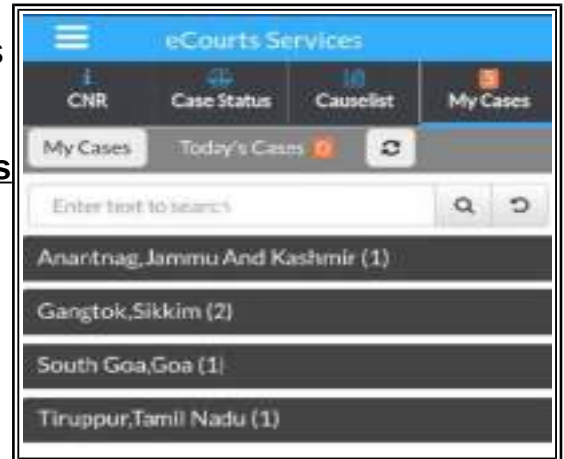 s
s
eCourts Services
CNR Case Status Causelist My Cases
My Cases Today's Cases
Enter text to search
Anantnag,Jammu And Kashmir (1)
Gangtok,Sikkim (2)
South Goa,Goa (1)
Tiruppur,Tamil Nadu (1)